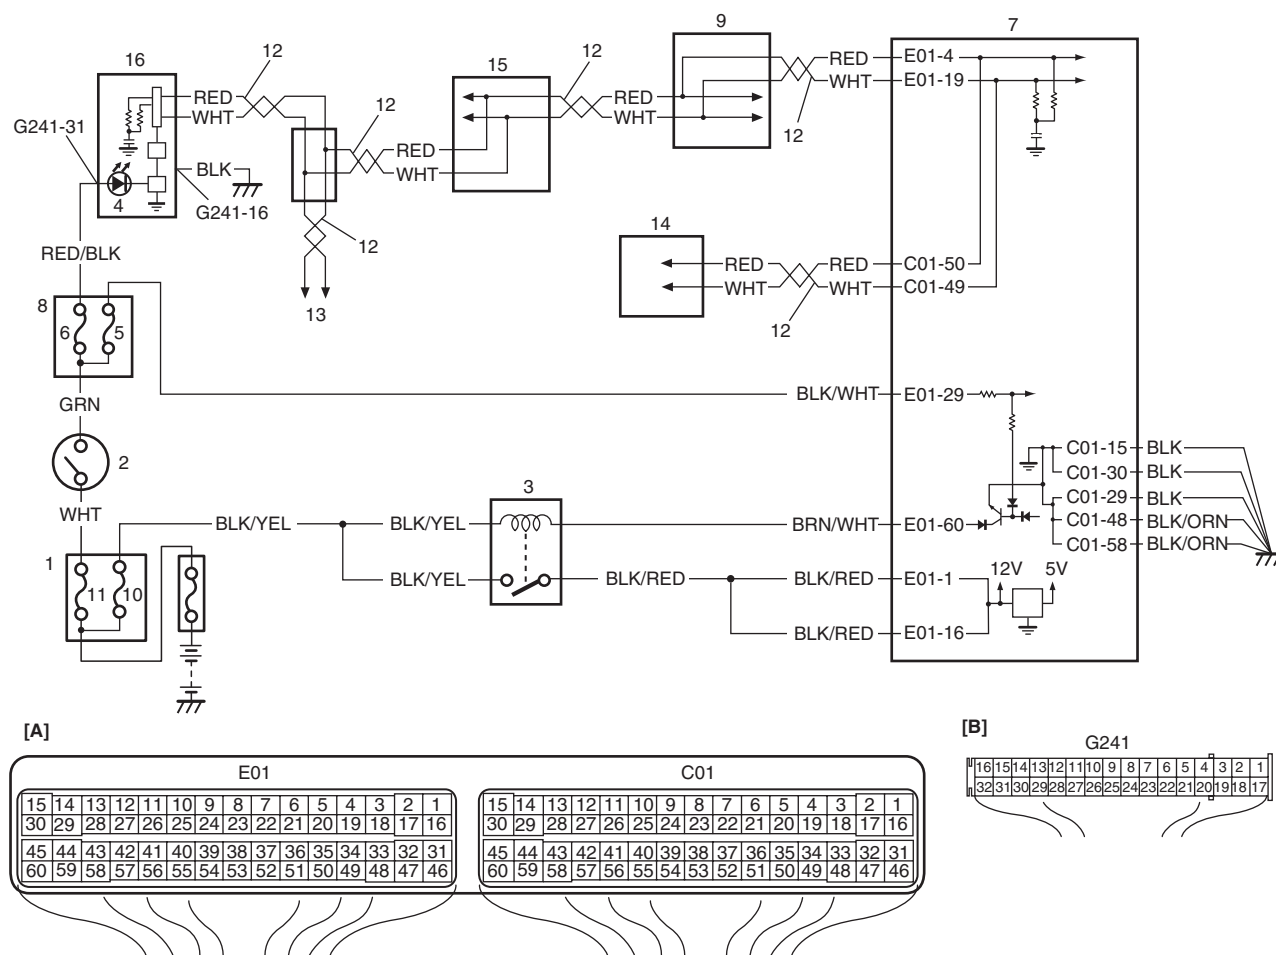 7
9
16
12
15
12
RED E01-4
WHT E01-19
RED
WHT
12
RED
WHT
12
G241-31
RED
WHT
BLK
4
G241-16
14
12
RED/BLK
RED RED C01-50
WHT WHT C01-49
12
13
8
6 5
BLK/WHT E01-29
GRN
2
C01-15 BLK
C01-30 BLK
C01-29 BLK
C01-48 BLK/ORN
C01-58 BLK/ORN
3
WHT
BLK/YEL BLK/YEL
BRN/WHT E01-60
1
11 10
BLK/YEL
BLK/RED BLK/RED E01-1
12V 5V
BLK/RED E01-16
[A]
[B]
E01
C01
G241
15 14 13 12 11 10 9 8 7 6 5 4 3 2 1
30 29 28 27 26 25 24 23 22 21 20 19 18 17 16
45 44 43 42 41 40 39 38 37 36 35 34 33 32 31
60 59 58 57 56 55 54 53 52 51 50 49 48 47 46
15 14 13 12 11 10 9 8 7 6 5 4 3 2 1
30 29 28 27 26 25 24 23 22 21 20 19 18 17 16
45 44 43 42 41 40 39 38 37 36 35 34 33 32 31
60 59 58 57 56 55 54 53 52 51 50 49 48 47 46
16 15 14 13 12 11 10 9 8 7 6 5 4 3 2 1
32 31 30 29 28 27 26 25 24 23 22 21 20 19 18 17